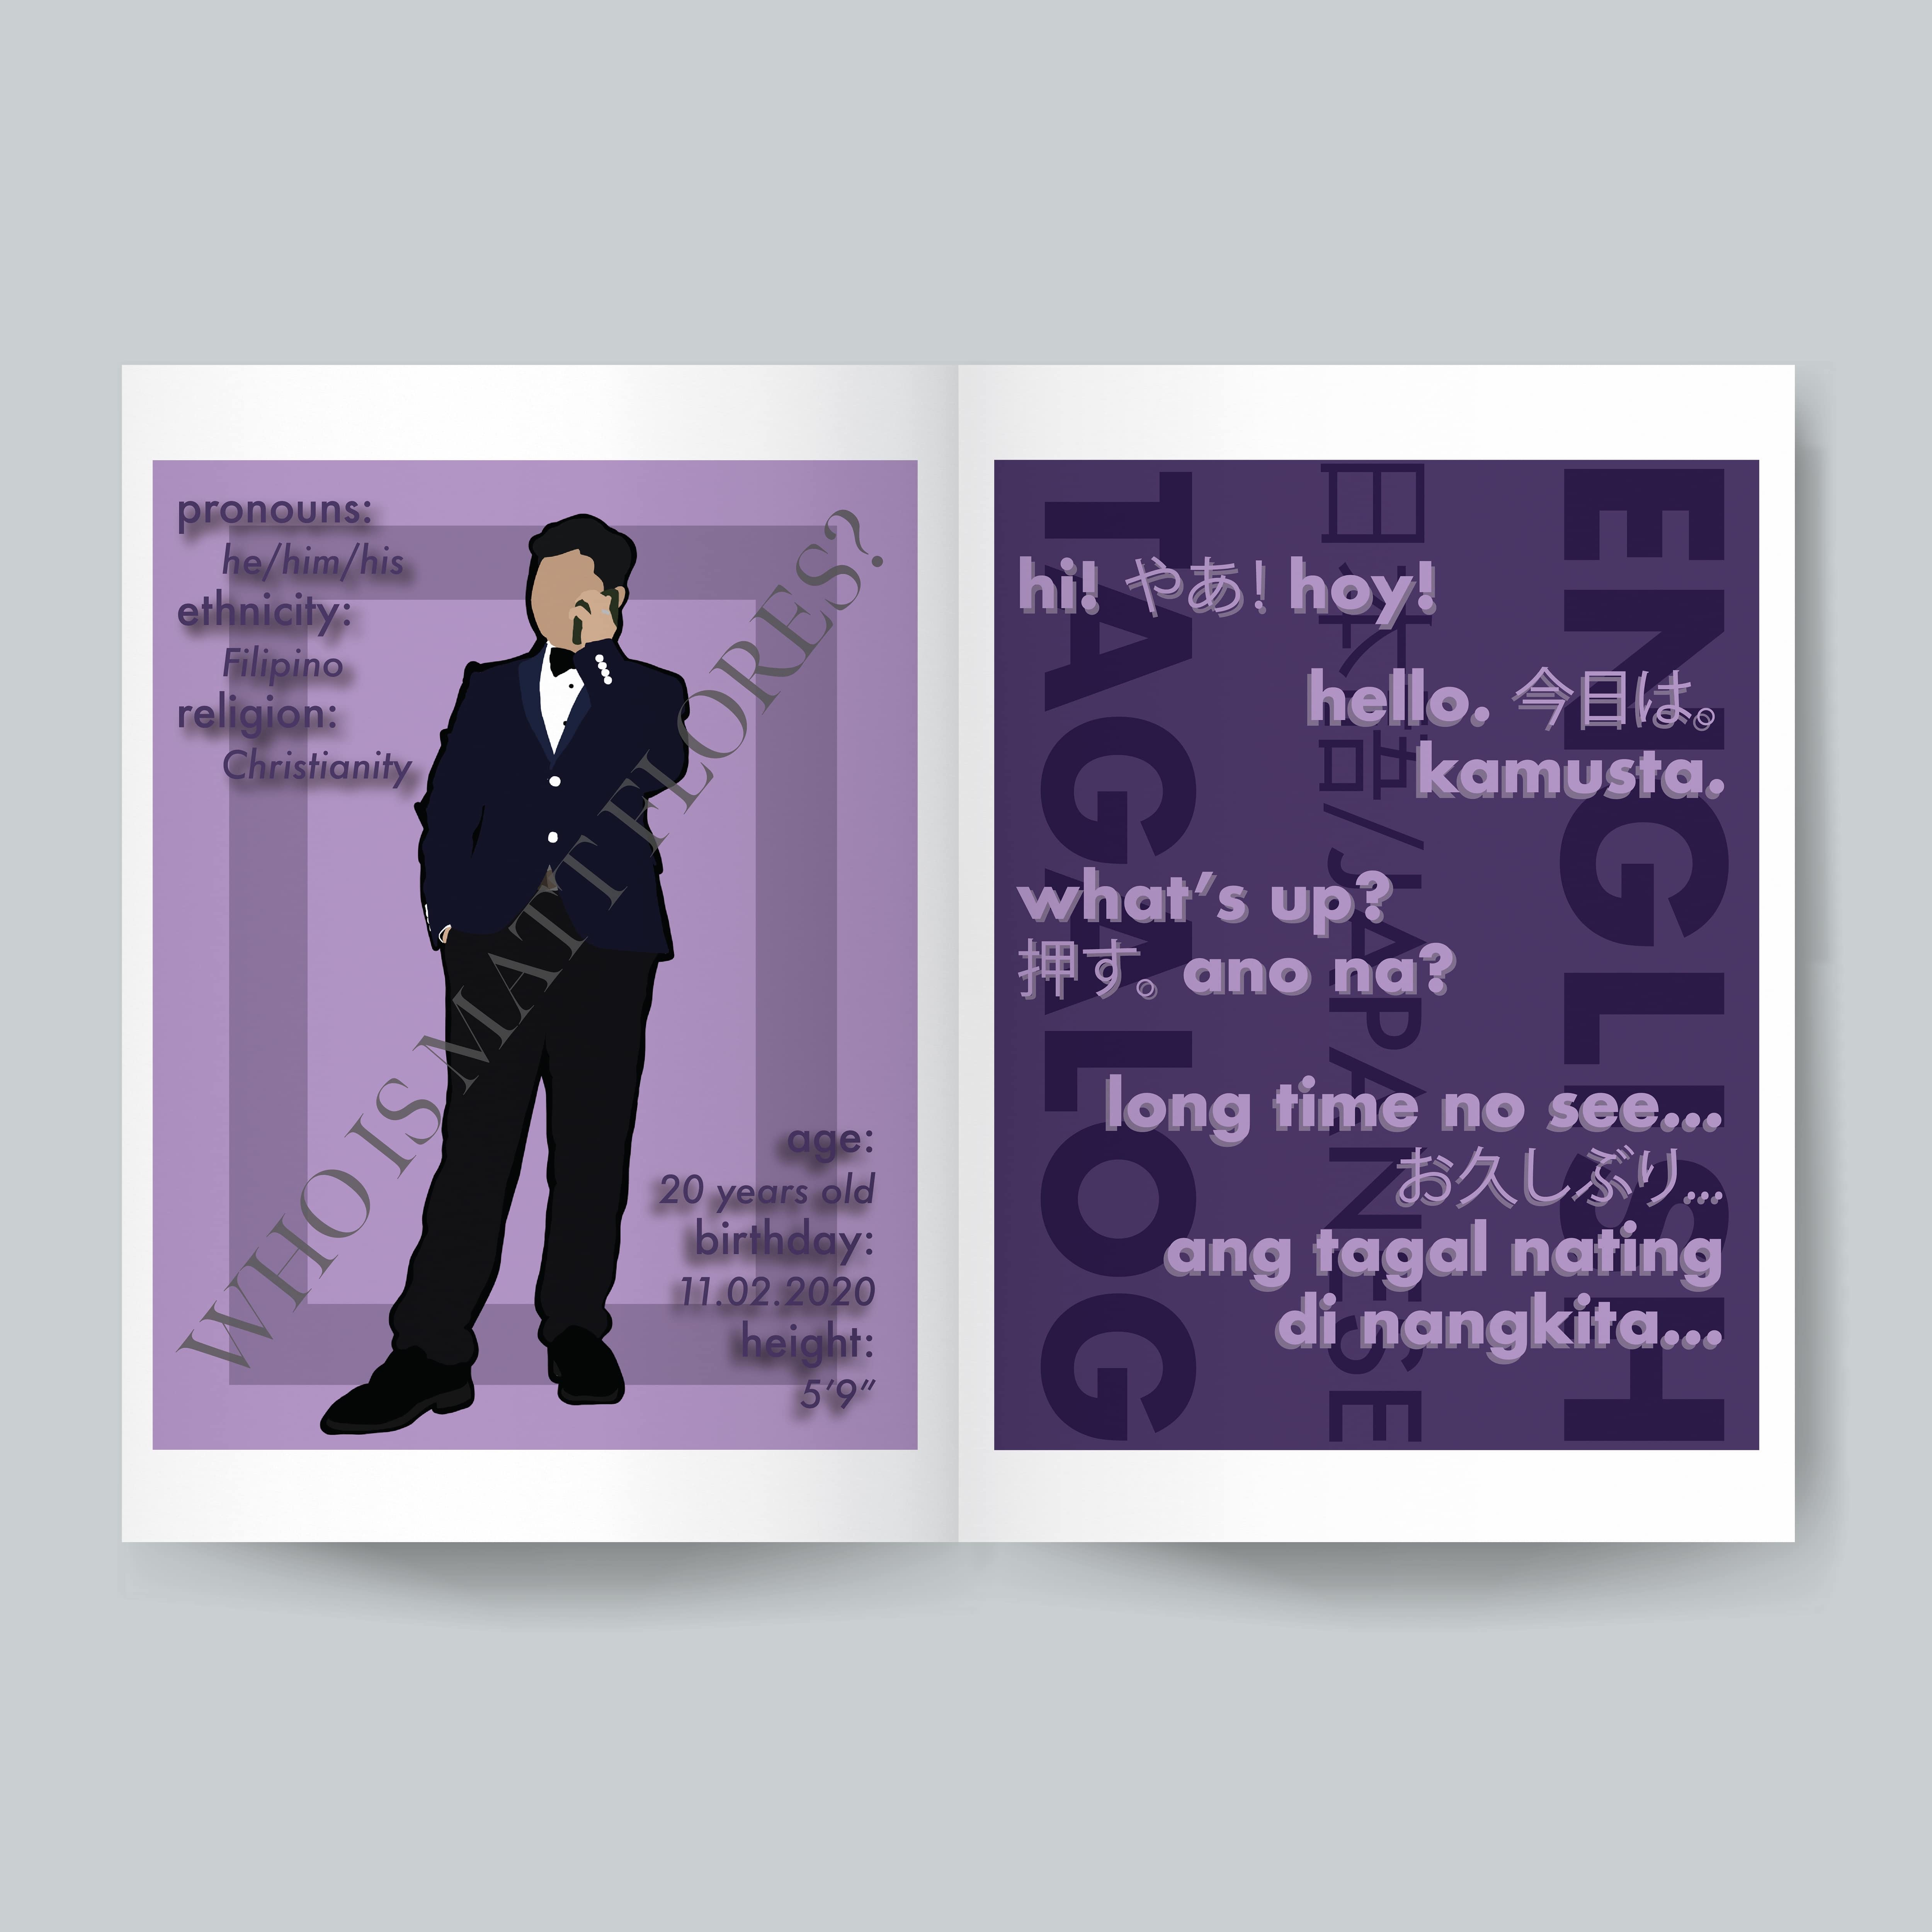 pronouns:
he/him/his
ethnicity:
Filipino
religion:
Christianity
WHO IS MATT FLORES?
age:
20 years old
birthday:
11.02.2020
height:
5'9"
TAGALOG
日本語/JAPANESE
ENGLISH
hi! やあ! hoy!
hello. 今日は。
kamusta.
what's up?
押す。ano na?
long time no see...
お久しぶり...
ang tagal nating
di nangkita...